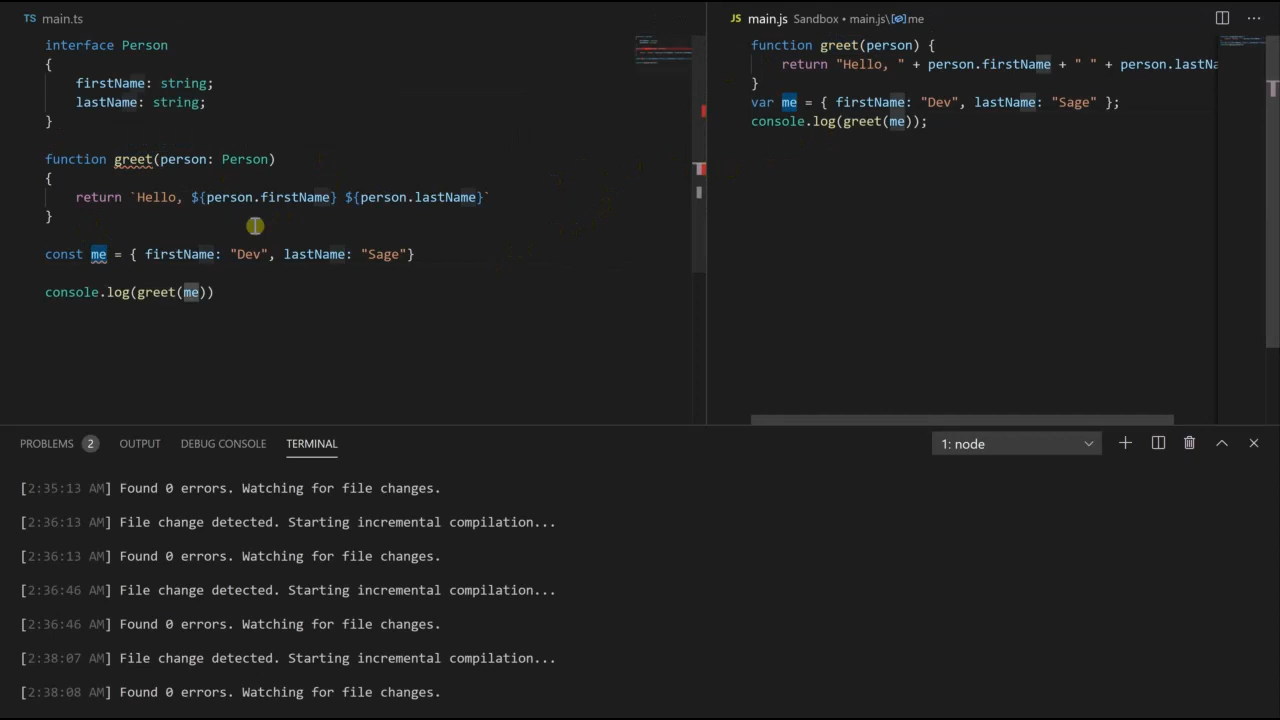 TS main.ts
interface Person
{
firstName: string;
lastName: string;
}
function greet(person: Person)
{
return `Hello, ${person.firstName} ${person.lastName}`
}
const me = { firstName: "Dev", lastName: "Sage"}
console.log(greet(me))
JS main.js Sandbox • main.js\me
function greet(person) {
return "Hello, " + person.firstName + " " + person.lastNa
}
var me = { firstName: "Dev", lastName: "Sage" };
console.log(greet(me));
PROBLEMS 2 OUTPUT DEBUG CONSOLE TERMINAL 1: node
[2:35:13 AM] Found 0 errors. Watching for file changes.
[2:36:13 AM] File change detected. Starting incremental compilation...
[2:36:13 AM] Found 0 errors. Watching for file changes.
[2:36:46 AM] File change detected. Starting incremental compilation...
[2:36:46 AM] Found 0 errors. Watching for file changes.
[2:38:07 AM] File change detected. Starting incremental compilation...
[2:38:08 AM] Found 0 errors. Watching for file changes.